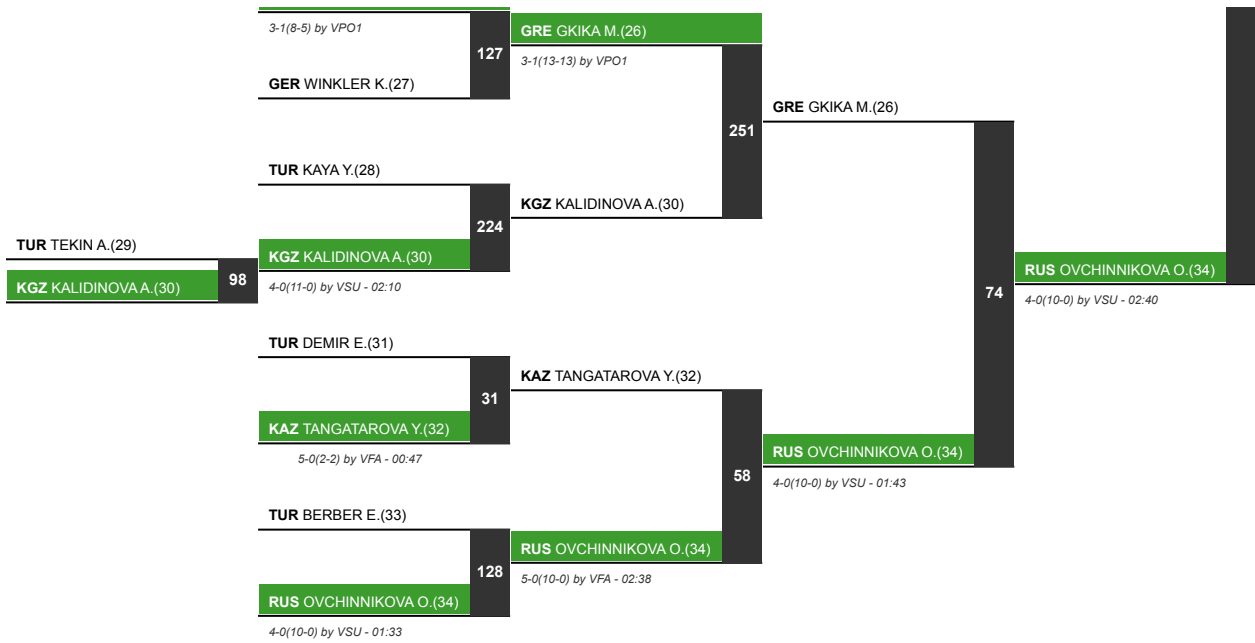 3-1(8-5) by VPO1
127
GER WINKLER K.(27)
GRE GKIKA M.(26)
3-1(13-13) by VPO1
251
GRE GKIKA M.(26)
TUR KAYA Y.(28)
224
KGZ KALIDINOVA A.(30)
TUR TEKIN A.(29)
98
KGZ KALIDINOVA A.(30)
KGZ KALIDINOVA A.(30)
4-0(11-0) by VSU - 02:10
74
RUS OVCHINNIKOVA O.(34)
4-0(10-0) by VSU - 02:40
TUR DEMIR E.(31)
31
KAZ TANGATAROVA Y.(32)
KAZ TANGATAROVA Y.(32)
5-0(2-2) by VFA - 00:47
58
RUS OVCHINNIKOVA O.(34)
4-0(10-0) by VSU - 01:43
TUR BERBER E.(33)
128
RUS OVCHINNIKOVA O.(34)
5-0(10-0) by VFA - 02:38
RUS OVCHINNIKOVA O.(34)
4-0(10-0) by VSU - 01:33